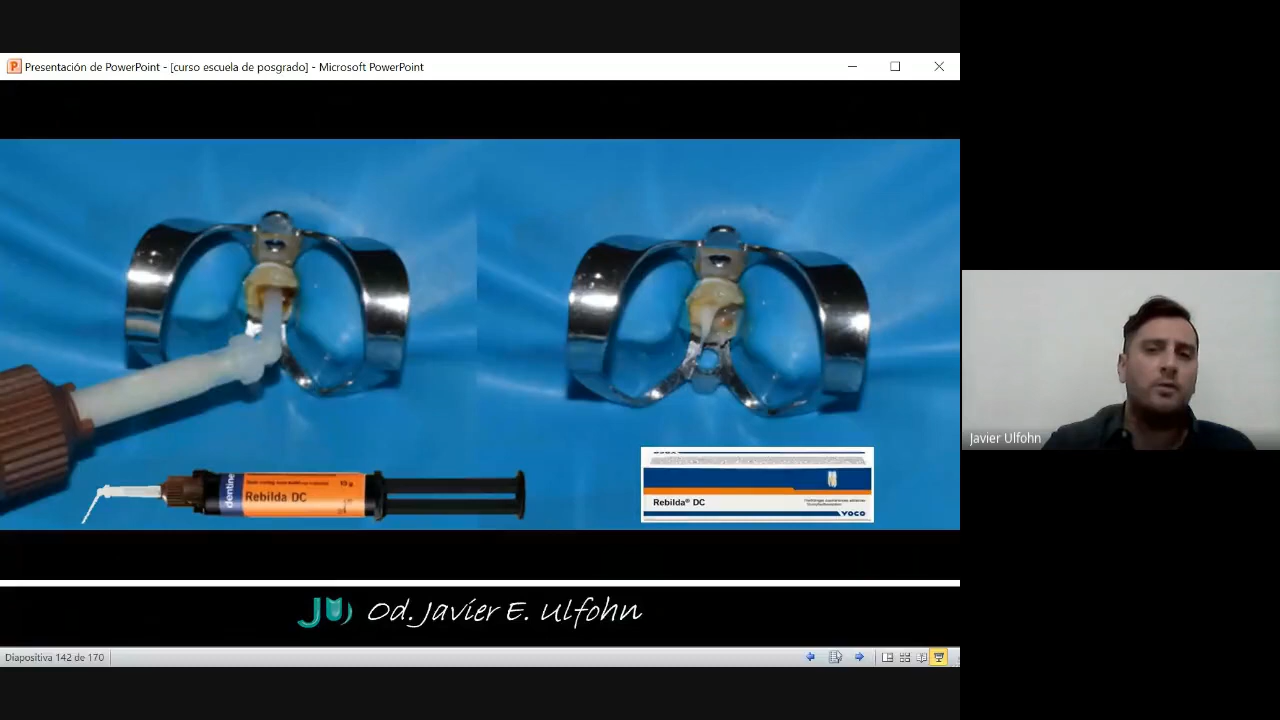 Presentación de PowerPoint - [curso escuela de posgrado] - Microsoft PowerPoint
dentine
Rebilda DC
Rebilda® DC
VOCO
JU Od. Javier E. Ulfohn
Diapositiva 142 de 170
Javier Ulfohn